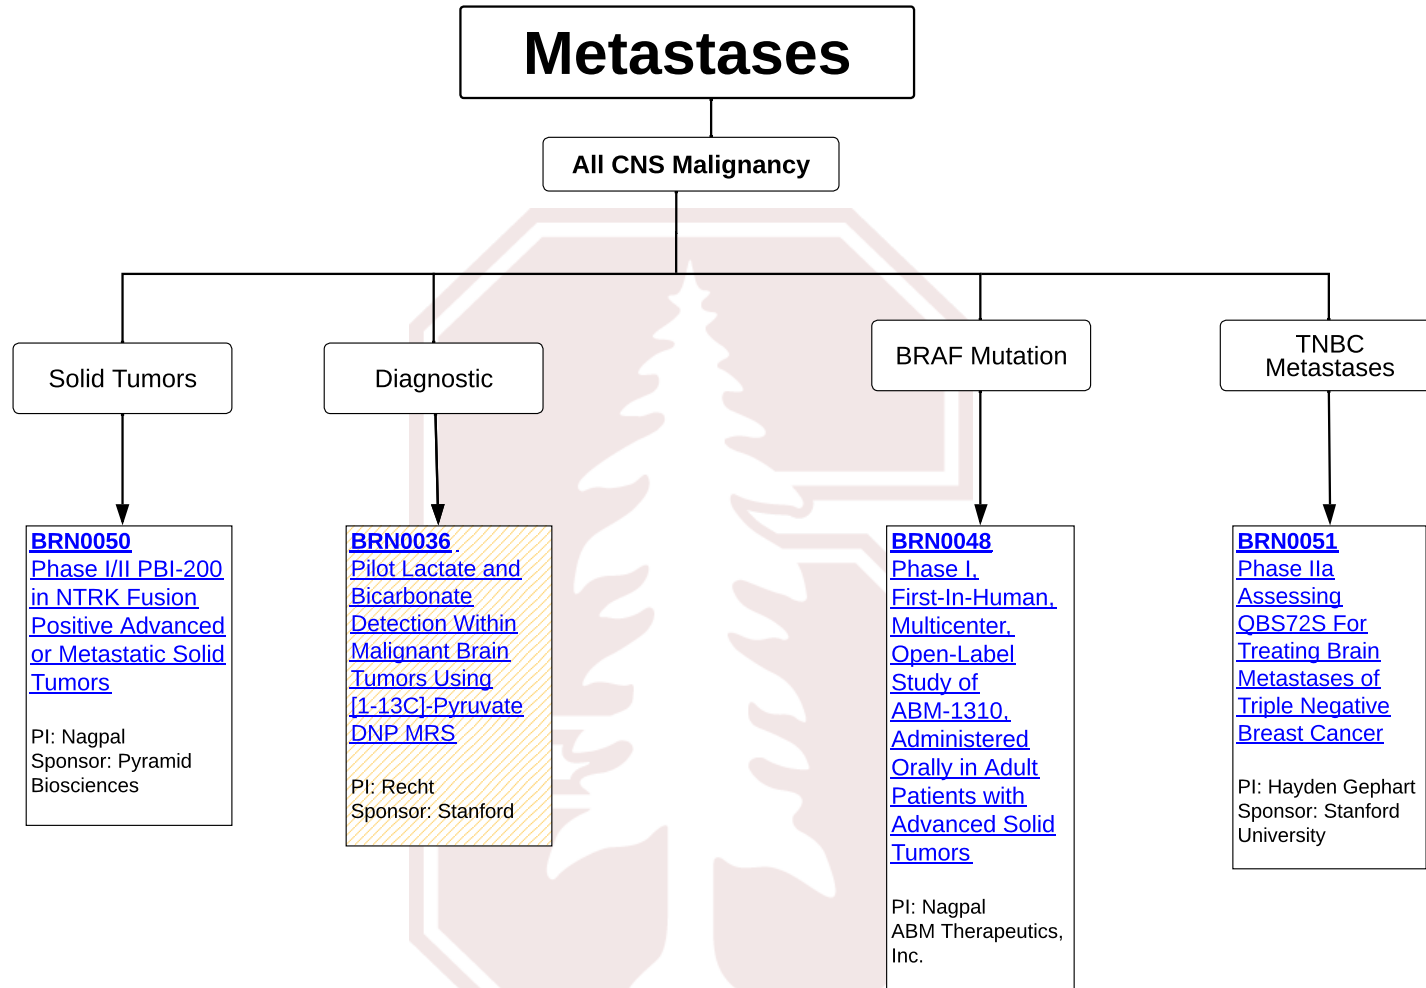 Metastases
All CNS Malignancy
Solid Tumors
Diagnostic
BRAF Mutation
TNBC
Metastases
BRN0050
Phase I/II PBI-200
in NTRK Fusion
Positive Advanced
or Metastatic Solid
Tumors
PI: Nagpal
Sponsor: Pyramid
Biosciences
BRN0036
Pilot Lactate and
Bicarbonate
Detection Within
Malignant Brain
Tumors Using
[1-13C]-Pyruvate
DNP MRS
PI: Recht
Sponsor: Stanford
BRN0048
Phase I,
First-In-Human,
Multicenter,
Open-Label
Study of
ABM-1310,
Administered
Orally in Adult
Patients with
Advanced Solid
Tumors
PI: Nagpal
ABM Therapeutics,
Inc.
BRN0051
Phase IIa
Assessing
QBS72S For
Treating Brain
Metastases of
Triple Negative
Breast Cancer
PI: Hayden Gephart
Sponsor: Stanford
University